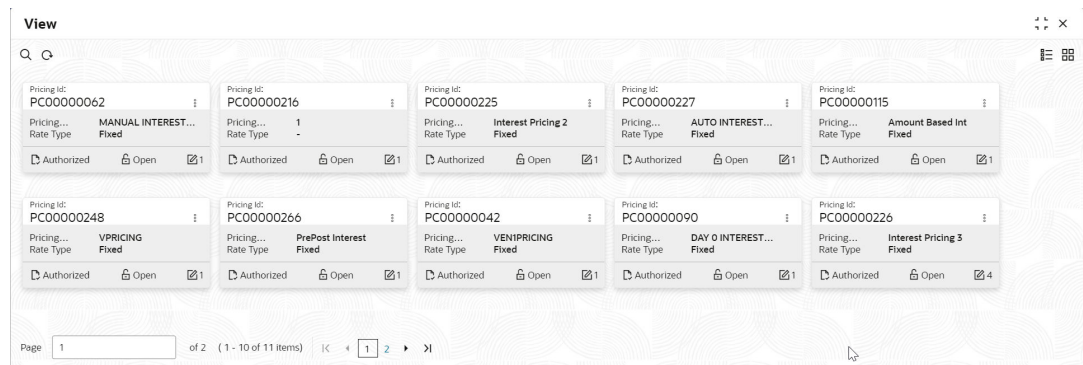 View
Pricing Id:
PC00000062
Pricing... MANUAL INTEREST...
Rate Type Fixed
Authorized Open 1
Pricing Id:
PC00000216
Pricing... 1
Rate Type -
Authorized Open 1
Pricing Id:
PC00000225
Pricing... Interest Pricing 2
Rate Type Fixed
Authorized Open 1
Pricing Id:
PC00000227
Pricing... AUTO INTEREST...
Rate Type Fixed
Authorized Open 1
Pricing Id:
PC00000115
Pricing... Amount Based Int
Rate Type Fixed
Authorized Open 1
Pricing Id:
PC00000248
Pricing... VPRICING
Rate Type Fixed
Authorized Open 1
Pricing Id:
PC00000266
Pricing... PrePost Interest
Rate Type Fixed
Authorized Open 1
Pricing Id:
PC00000042
Pricing... VEN1PRICING
Rate Type Fixed
Authorized Open 1
Pricing Id:
PC00000090
Pricing... DAY 0 INTEREST...
Rate Type Fixed
Authorized Open 1
Pricing Id:
PC00000226
Pricing... Interest Pricing 3
Rate Type Fixed
Authorized Open 4
Page 1 of 2 (1 - 10 of 11 items) 1 2